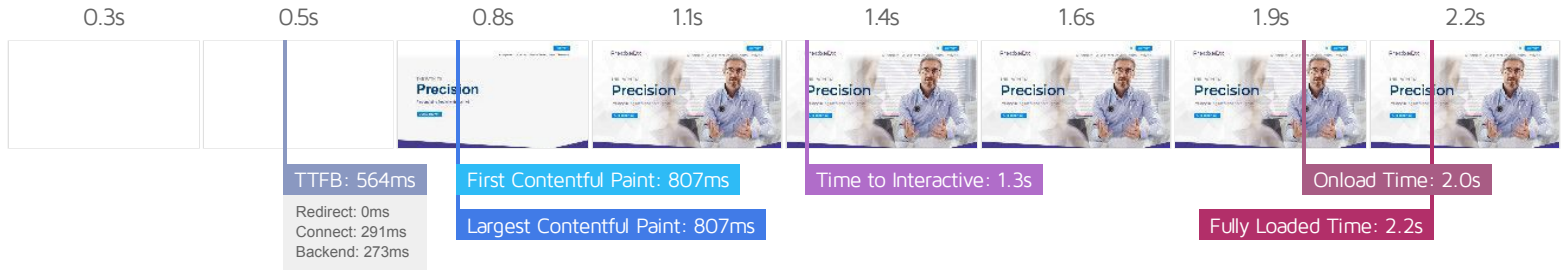 0.3s
0.5s
0.8s
1.1s
1.4s
1.6s
1.9s
2.2s
Precision
Precision
Precision
Precision
Precision
Precision
TTFB: 564ms
First Contentful Paint: 807ms
Time to Interactive: 1.3s
Onload Time: 2.0s
Redirect: 0ms
Connect: 291ms
Backend: 273ms
Largest Contentful Paint: 807ms
Fully Loaded Time: 2.2s